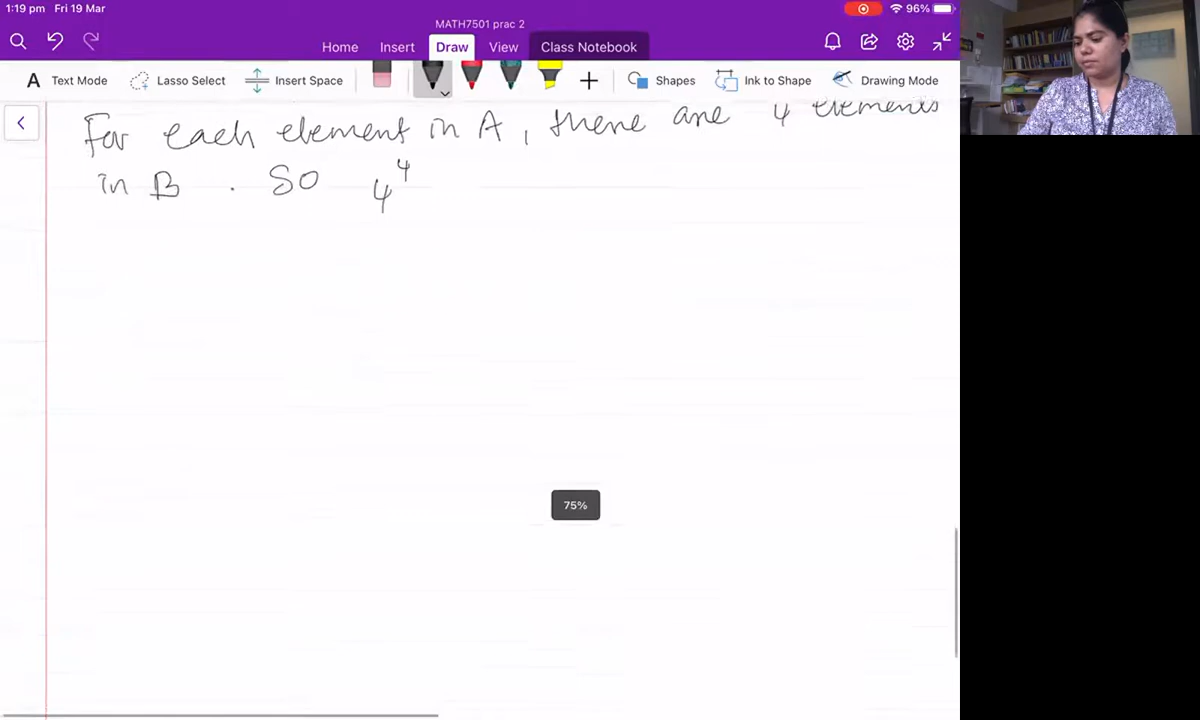 1:19 pm Fri 19 Mar
96%
MATH7501 prac 2
Home Insert Draw View Class Notebook
A Text Mode Lasso Select Insert Space Shapes Ink to Shape Drawing Mode
For each element in A, there are 4 elements
in B . So 4⁴
75%